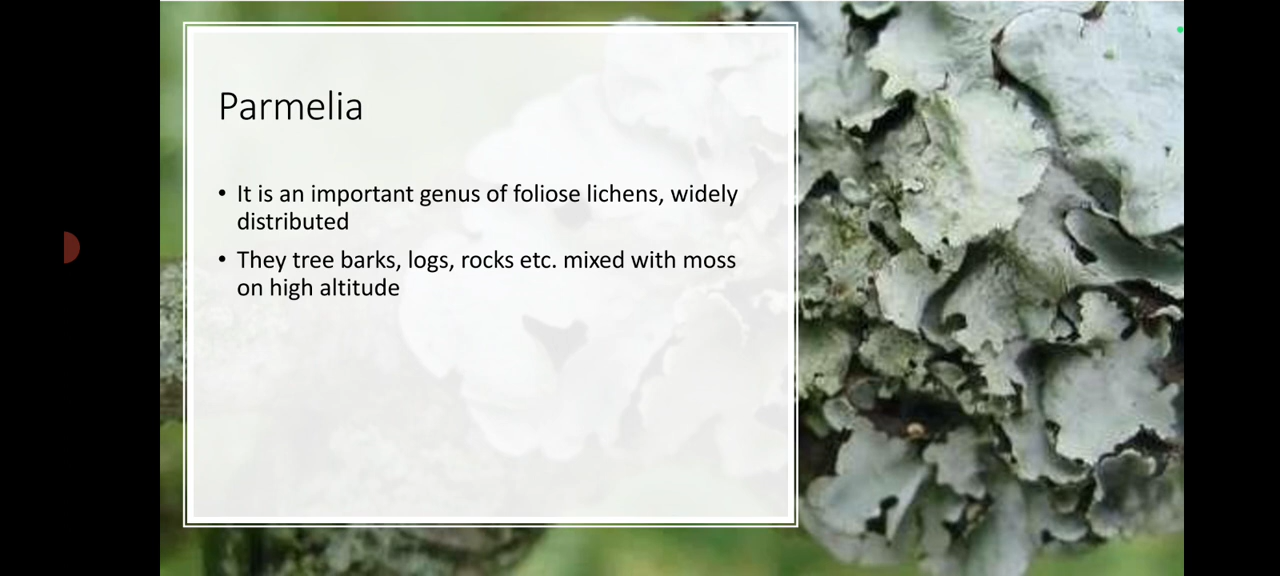 Parmelia
• It is an important genus of foliose lichens, widely
distributed
• They tree barks, logs, rocks etc. mixed with moss
on high altitude